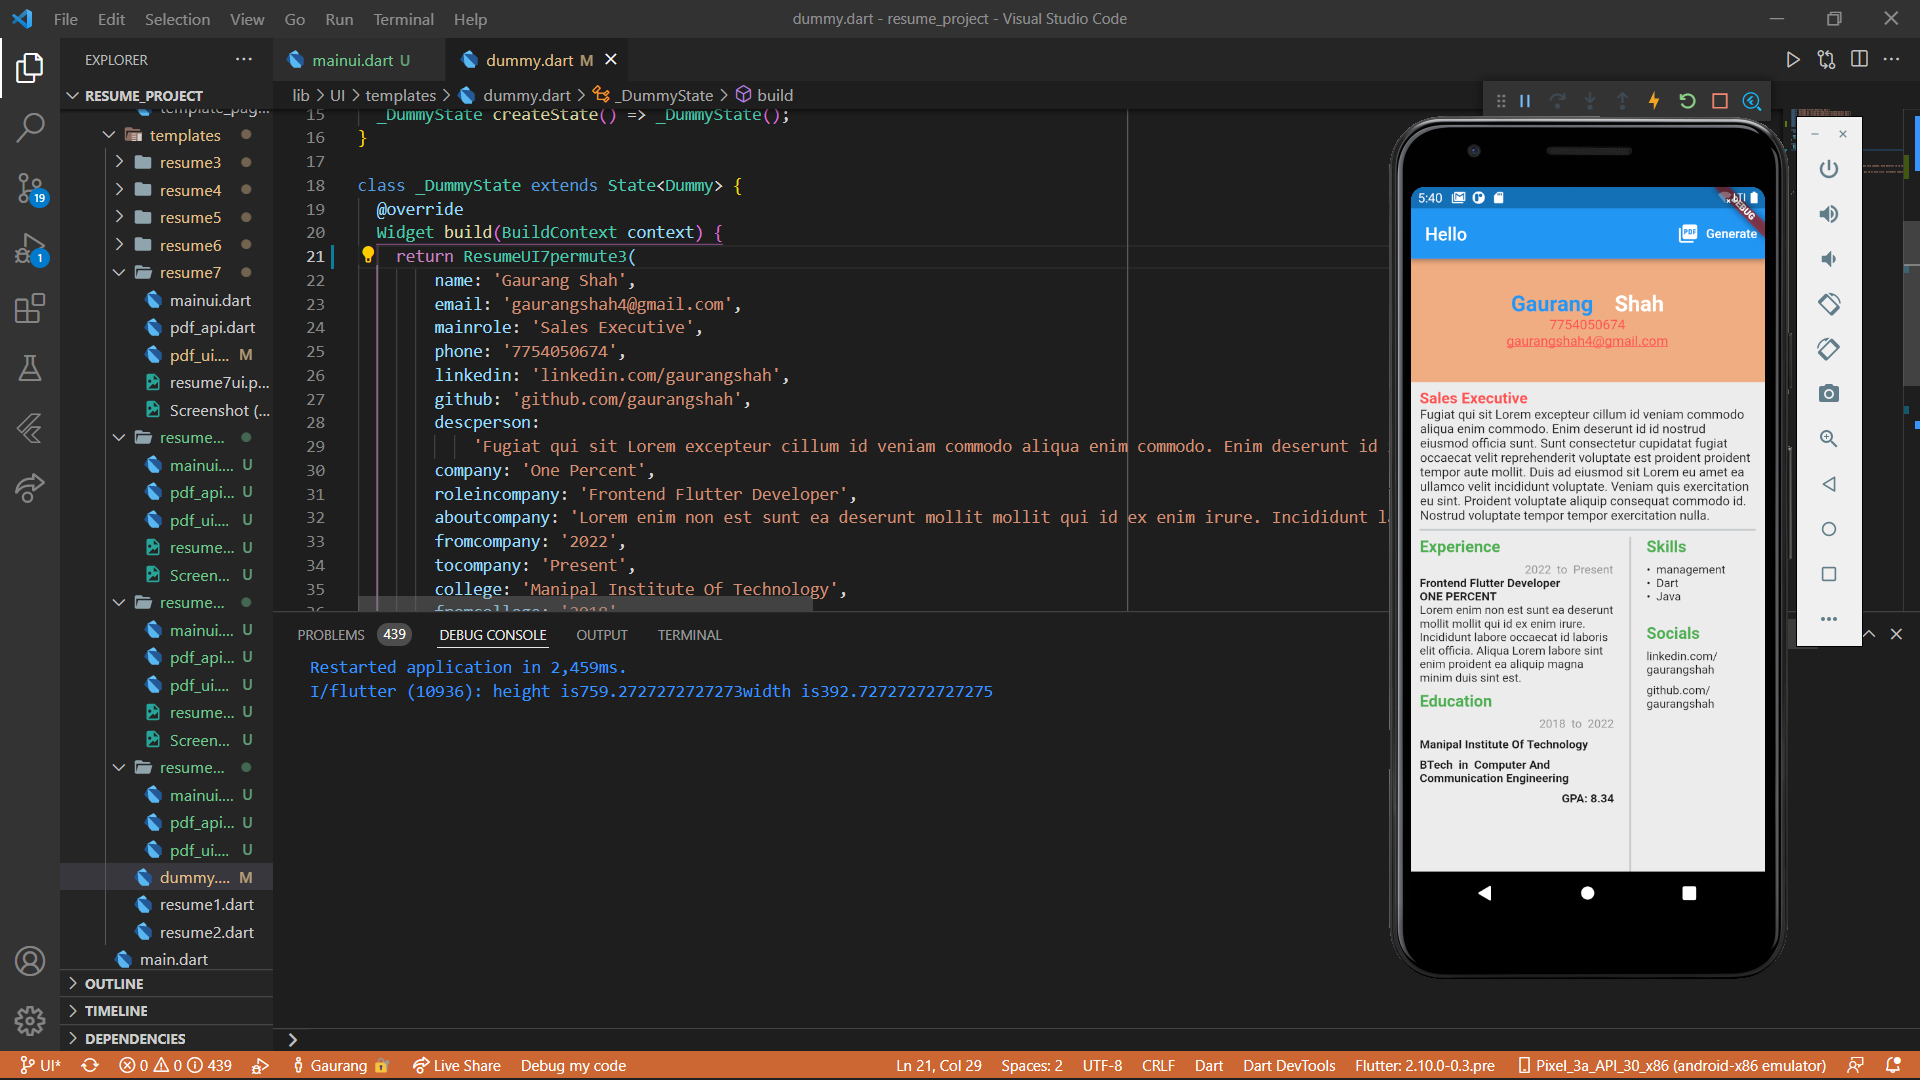 File Edit Selection View Go Run Terminal Help
dummy.dart - resume_project - Visual Studio Code
EXPLORER
RESUME_PROJECT
template_pag...
templates
resume3
resume4
resume5
resume6
resume7
mainui.dart
pdf_api.dart
pdf_ui.... M
resume7ui.p...
Screenshot (...
resume...
mainui.... U
pdf_api... U
pdf_ui.... U
resume... U
Screen... U
resume...
mainui.... U
pdf_api... U
pdf_ui.... U
resume... U
Screen... U
resume...
mainui.... U
pdf_api... U
pdf_ui.... U
dummy.... M
resume1.dart
resume2.dart
main.dart
OUTLINE
TIMELINE
DEPENDENCIES
19
1
mainui.dart U
dummy.dart M
lib > UI > templates > dummy.dart > _DummyState > build
15 _DummyState createState() => _DummyState();
16 }
17
18 class _DummyState extends State<Dummy> {
19 @override
20 Widget build(BuildContext context) {
21 return ResumeUI7permute3(
22 name: 'Gaurang Shah',
23 email: 'gaurangshah4@gmail.com',
24 mainrole: 'Sales Executive',
25 phone: '7754050674',
26 linkedin: 'linkedin.com/gaurangshah',
27 github: 'github.com/gaurangshah',
28 descperson:
29 'Fugiat qui sit Lorem excepteur cillum id veniam commodo aliqua enim commodo. Enim deserunt id
30 company: 'One Percent',
31 roleincompany: 'Frontend Flutter Developer',
32 aboutcompany: 'Lorem enim non est sunt ea deserunt mollit mollit qui id ex enim irure. Incididunt l
33 fromcompany: '2022',
34 tocompany: 'Present',
35 college: 'Manipal Institute Of Technology',
36 fromcollege: '2018'
PROBLEMS 439 DEBUG CONSOLE OUTPUT TERMINAL
Restarted application in 2,459ms.
I/flutter (10936): height is759.2727272727273width is392.72727272727275
5:40
DEBUG
Hello
PDF Generate
Gaurang Shah
7754050674
gaurangshah4@gmail.com
Sales Executive
Fugiat qui sit Lorem excepteur cillum id veniam commodo
aliqua enim commodo. Enim deserunt id id nostrud
eiusmod officia sunt. Sunt consectetur cupidatat fugiat
occaecat velit reprehenderit voluptate est proident proident
tempor aute mollit. Duis ad eiusmod sit Lorem eu amet ea
ullamco velit incididunt voluptate. Veniam quis exercitation
eu sint. Proident voluptate aliquip consequat commodo id.
Nostrud voluptate tempor tempor exercitation nulla.
Experience
2022 to Present
Frontend Flutter Developer
ONE PERCENT
Lorem enim non est sunt ea deserunt
mollit mollit qui id ex enim irure.
Incididunt labore occaecat id laboris
elit officia. Aliqua Lorem labore sint
enim proident ea aliquip magna
minim duis sint est.
Education
2018 to 2022
Manipal Institute Of Technology
BTech in Computer And
Communication Engineering
GPA: 8.34
Skills
• management
• Dart
• Java
Socials
linkedin.com/
gaurangshah
github.com/
gaurangshah
UI* 0 0 439 Gaurang Live Share Debug my code
Ln 21, Col 29 Spaces: 2 UTF-8 CRLF Dart Dart DevTools Flutter: 2.10.0-0.3.pre Pixel_3a_API_30_x86 (android-x86 emulator)